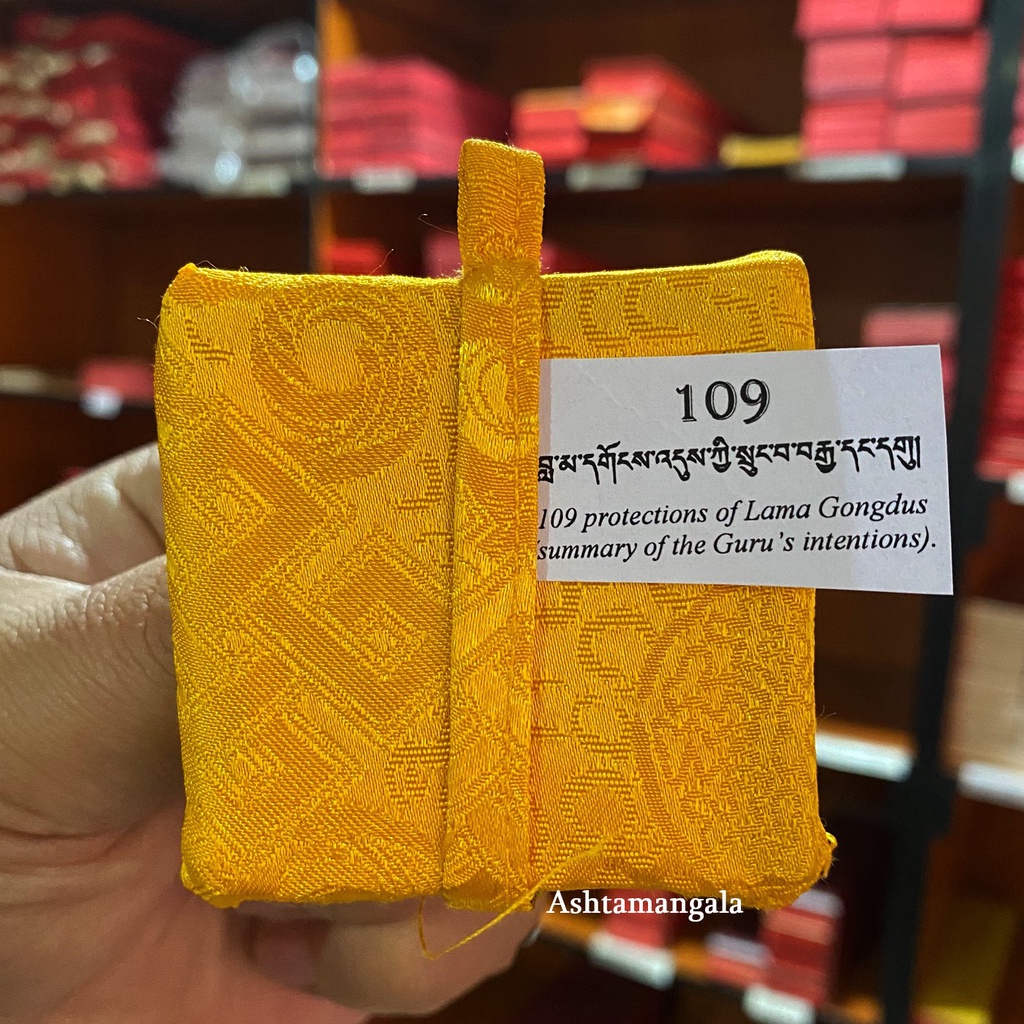 109
བླ་མ་དགོངས་འདུས་ཀྱི་སྲུང་བ་བརྒྱ་དང་དགུ།
109 protections of Lama Gongdus
(summary of the Guru's intentions).
Ashtamangala